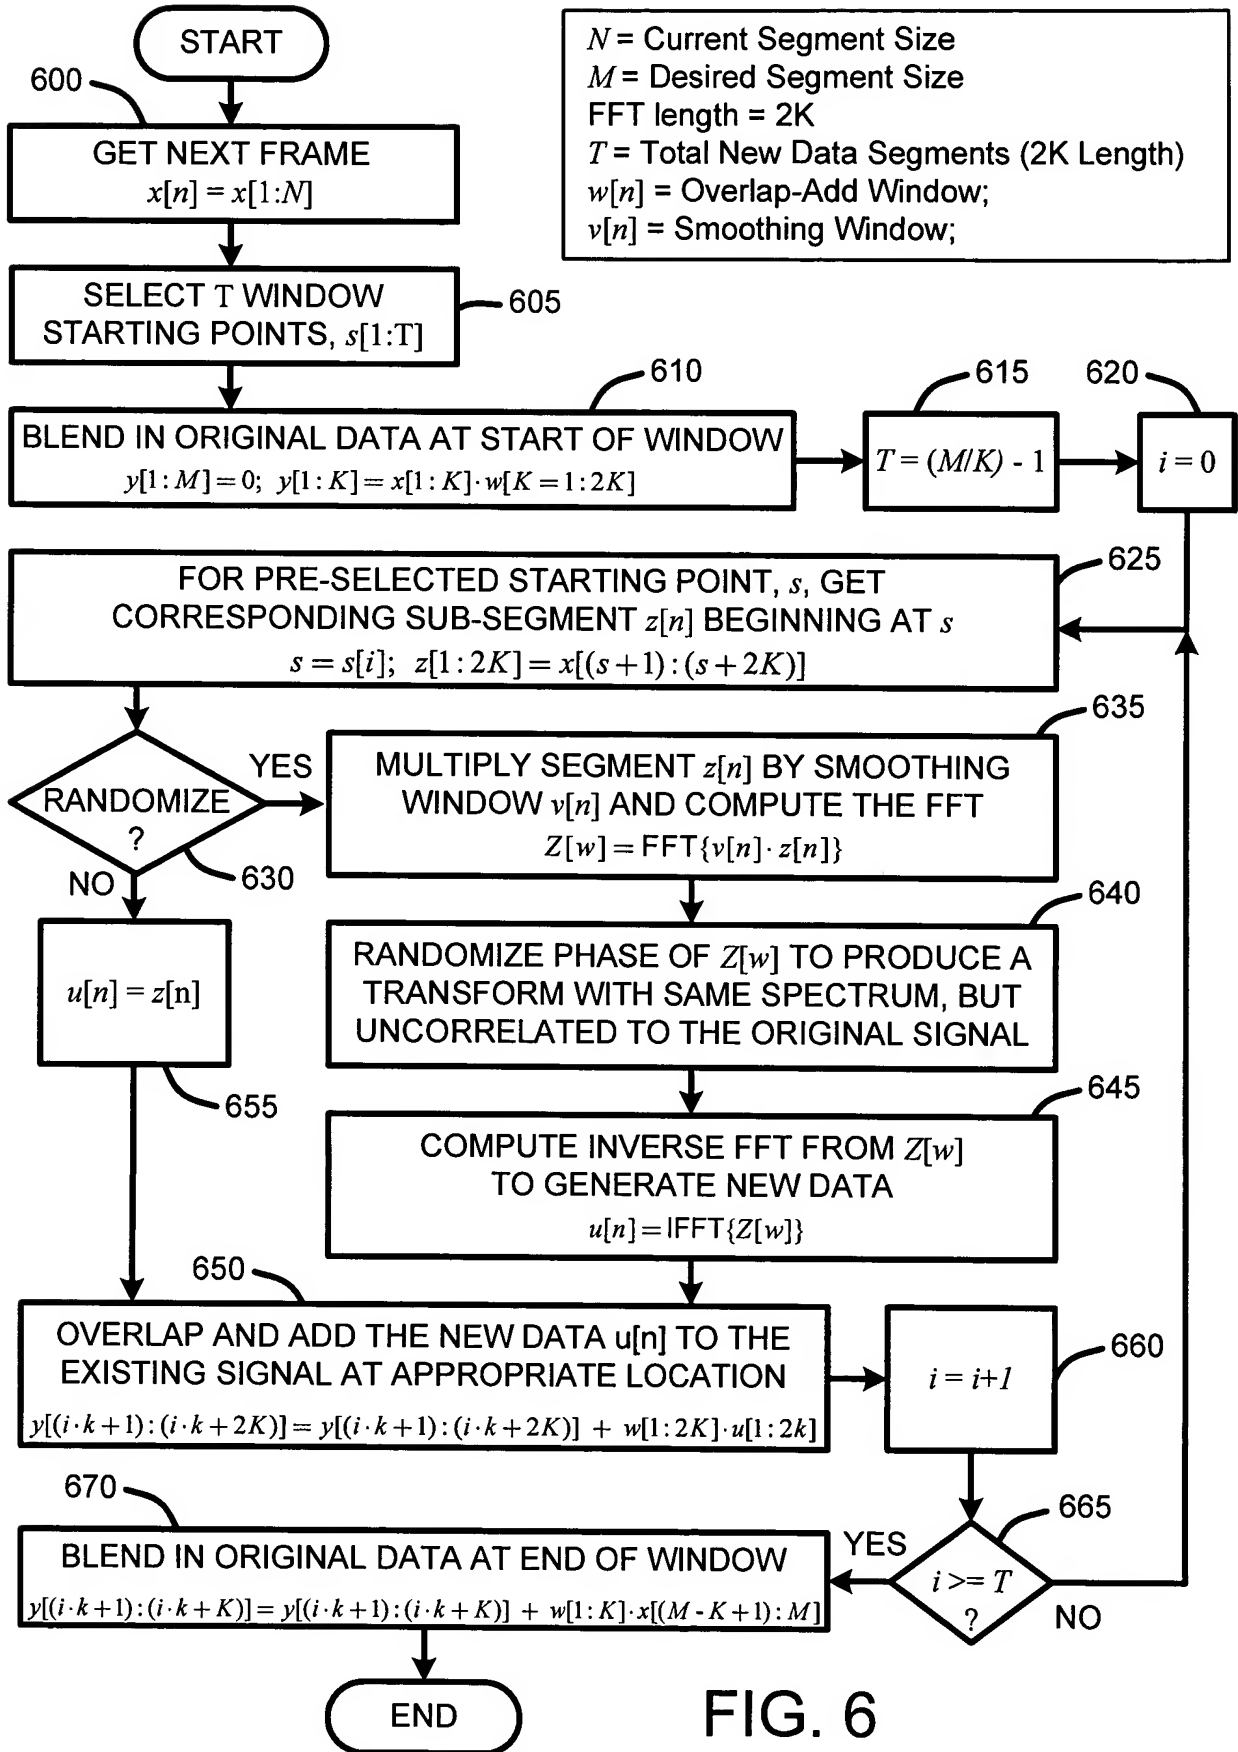 START
N = Current Segment Size
M = Desired Segment Size
FFT length = 2K
T = Total New Data Segments (2K Length)
w[n] = Overlap-Add Window;
v[n] = Smoothing Window;
600
GET NEXT FRAME
x[n] = x[1:N]
SELECT T WINDOW
STARTING POINTS, s[1:T]
605
610
BLEND IN ORIGINAL DATA AT START OF WINDOW
y[1:M]=0; y[1:K]=x[1:K]·w[K=1:2K]
615
T = (M/K) - 1
620
i = 0
625
FOR PRE-SELECTED STARTING POINT, s, GET
CORRESPONDING SUB-SEGMENT z[n] BEGINNING AT s
s = s[i]; z[1:2K]=x[(s+1):(s+2K)]
RANDOMIZE
?
YES
NO
630
635
MULTIPLY SEGMENT z[n] BY SMOOTHING
WINDOW v[n] AND COMPUTE THE FFT
Z[w]=FFT{v[n]·z[n]}
640
RANDOMIZE PHASE OF Z[w] TO PRODUCE A
TRANSFORM WITH SAME SPECTRUM, BUT
UNCORRELATED TO THE ORIGINAL SIGNAL
u[n] = z[n]
655
645
COMPUTE INVERSE FFT FROM Z[w]
TO GENERATE NEW DATA
u[n]=IFFT{Z[w]}
650
OVERLAP AND ADD THE NEW DATA u[n] TO THE
EXISTING SIGNAL AT APPROPRIATE LOCATION
y[(i·k+1):(i·k+2K)]=y[(i·k+1):(i·k+2K)] + w[1:2K]·u[1:2k]
660
i = i+1
665
i >= T
?
YES
NO
670
BLEND IN ORIGINAL DATA AT END OF WINDOW
y[(i·k+1):(i·k+K)]=y[(i·k+1):(i·k+K)] + w[1:K]·x[(M-K+1):M]
END
FIG. 6